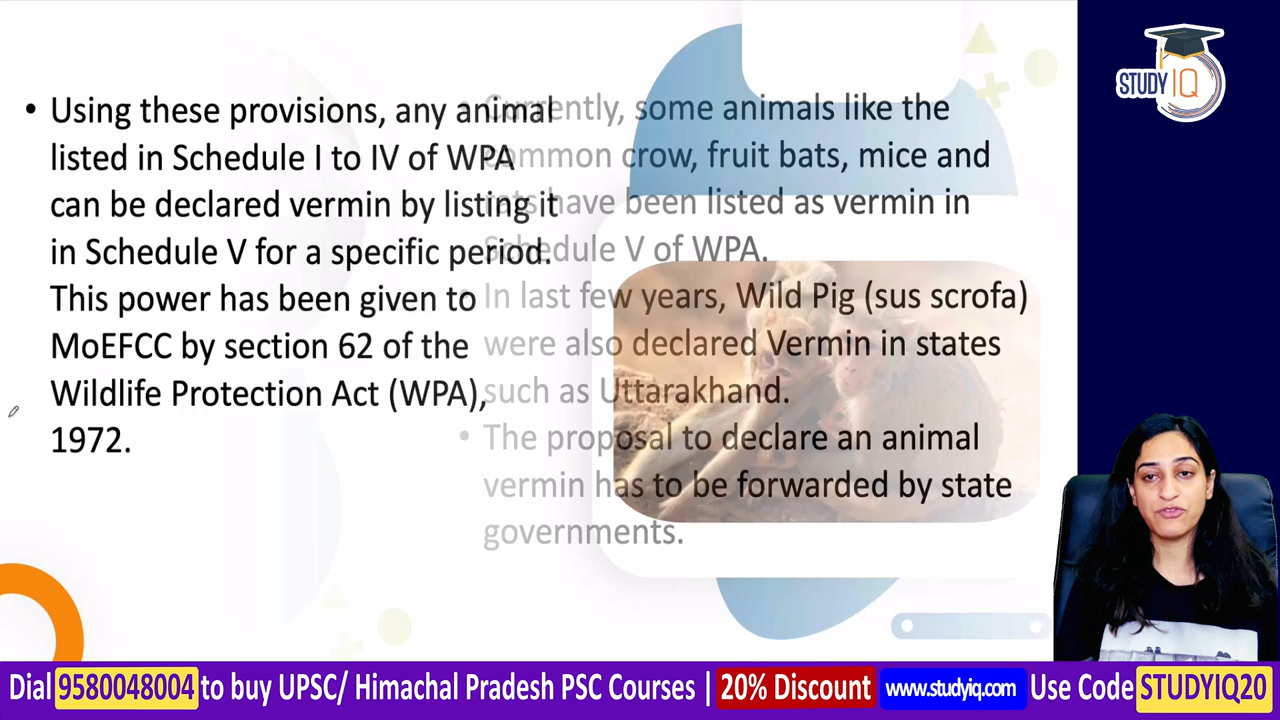 • Using these provisions, any animal
listed in Schedule I to IV of WPA
can be declared vermin by listing it
in Schedule V for a specific period.
This power has been given to
MoEFCC by section 62 of the
Wildlife Protection Act (WPA),
1972.
Currently, some animals like the
common crow, fruit bats, mice and
rats have been listed as vermin in
Schedule V of WPA.
• In last few years, Wild Pig (sus scrofa)
were also declared Vermin in states
such as Uttarakhand.
• The proposal to declare an animal
vermin has to be forwarded by state
governments.
STUDY IQ
Dial 9580048004 to buy UPSC/ Himachal Pradesh PSC Courses | 20% Discount www.studyiq.com Use Code STUDYIQ20